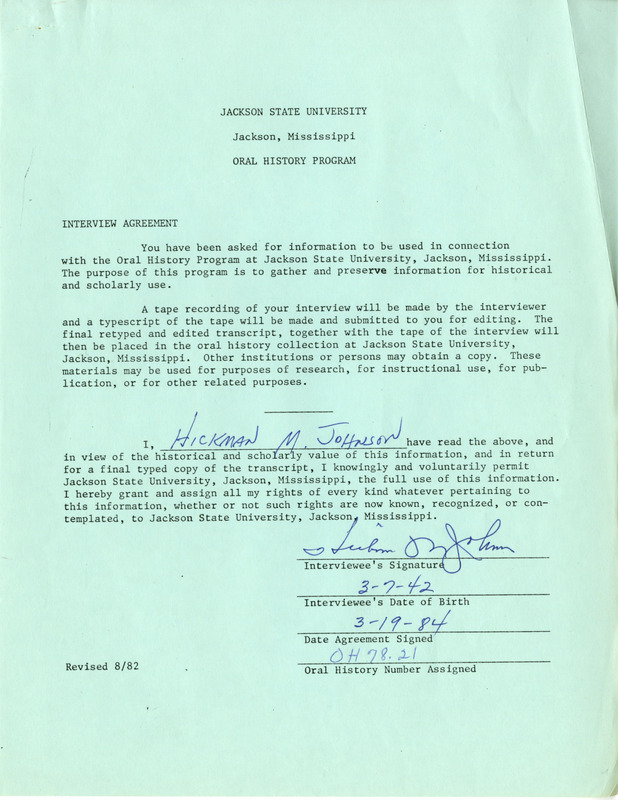 JACKSON STATE UNIVERSITY
Jackson, Mississippi
ORAL HISTORY PROGRAM
INTERVIEW AGREEMENT
You have been asked for information to be used in connection
with the Oral History Program at Jackson State University, Jackson, Mississippi.
The purpose of this program is to gather and preserve information for historical
and scholarly use.
A tape recording of your interview will be made by the interviewer
and a typescript of the tape will be made and submitted to you for editing. The
final retyped and edited transcript, together with the tape of the interview will
then be placed in the oral history collection at Jackson State University,
Jackson, Mississippi. Other institutions or persons may obtain a copy. These
materials may be used for purposes of research, for instructional use, for pub-
lication, or for other related purposes.
I, HICKMAN M. JOHNSON have read the above, and
in view of the historical and scholarly value of this information, and in return
for a final typed copy of the transcript, I knowingly and voluntarily permit
Jackson State University, Jackson, Mississippi, the full use of this information.
I hereby grant and assign all my rights of every kind whatever pertaining to
this information, whether or not such rights are now known, recognized, or con-
templated, to Jackson State University, Jackson, Mississippi.
Interviewee's Signature
3-7-42
Interviewee's Date of Birth
3-19-84
Date Agreement Signed
OH 78.21
Revised 8/82 Oral History Number Assigned